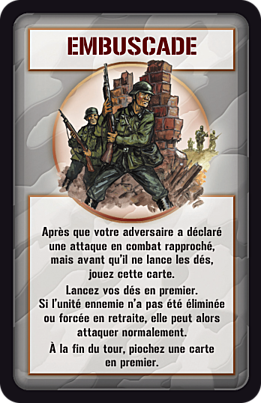 EMBUSCADE
Après que votre adversaire a déclaré
une attaque en combat rapproché,
mais avant qu'il ne lance les dés,
jouez cette carte.
Lancez vos dés en premier.
Si l'unité ennemie n'a pas été éliminée
ou forcée en retraite, elle peut alors
attaquer normalement.
À la fin du tour, piochez une carte
en premier.